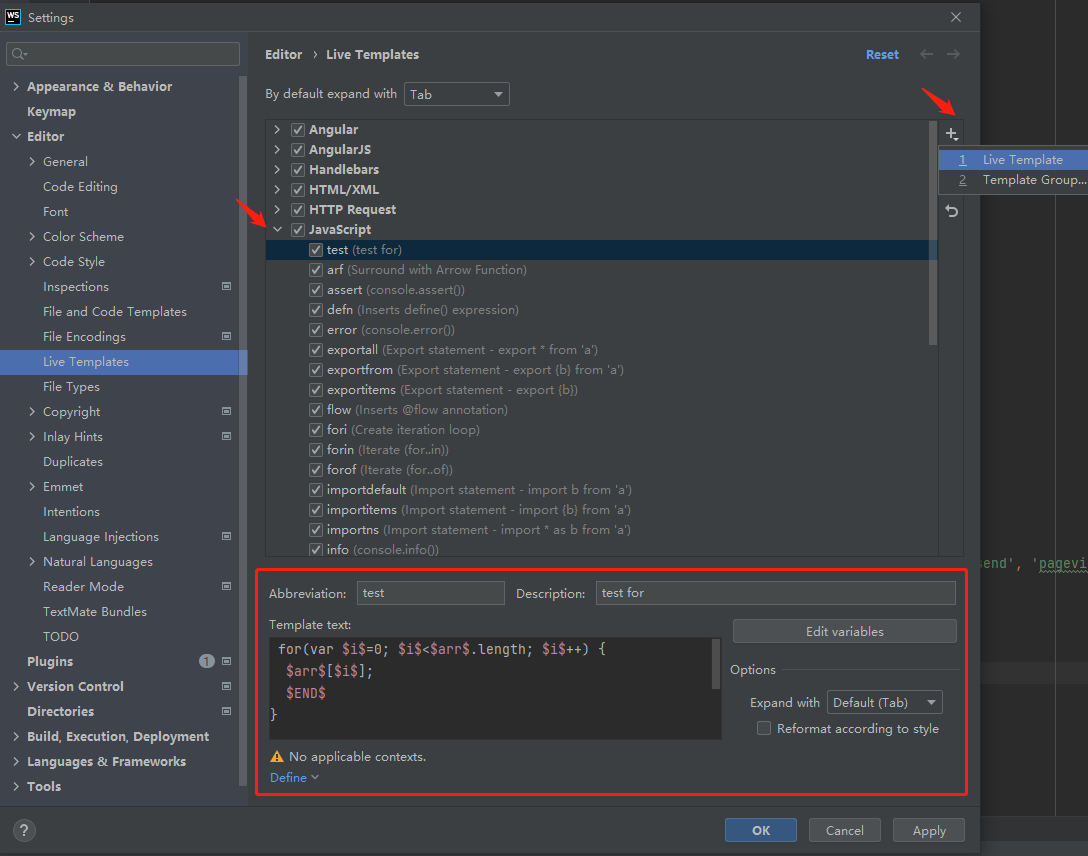 WS Settings
Editor › Live Templates
Reset
By default expand with Tab
Appearance & Behavior
Keymap
Editor
General
Code Editing
Font
Color Scheme
Code Style
Inspections
File and Code Templates
File Encodings
Live Templates
File Types
Copyright
Inlay Hints
Duplicates
Emmet
Intentions
Language Injections
Natural Languages
Reader Mode
TextMate Bundles
TODO
Plugins 1
Version Control
Directories
Build, Execution, Deployment
Languages & Frameworks
Tools
Angular
AngularJS
Handlebars
HTML/XML
HTTP Request
JavaScript
test (test for)
arf (Surround with Arrow Function)
assert (console.assert())
defn (Inserts define() expression)
error (console.error())
exportall (Export statement - export * from 'a')
exportfrom (Export statement - export {b} from 'a')
exportitems (Export statement - export {b})
flow (Inserts @flow annotation)
fori (Create iteration loop)
forin (Iterate (for..in))
forof (Iterate (for..of))
importdefault (Import statement - import b from 'a')
importitems (Import statement - import {b} from 'a')
importns (Import statement - import * as b from 'a')
info (console.info())
1 Live Template
2 Template Group...
send', 'pagevi
Abbreviation: test Description: test for
Template text:
for(var $i$=0; $i$<$arr$.length; $i$++) {
$arr$[$i$];
$END$
}
Edit variables
Options
Expand with Default (Tab)
Reformat according to style
No applicable contexts.
Define
? OK Cancel Apply